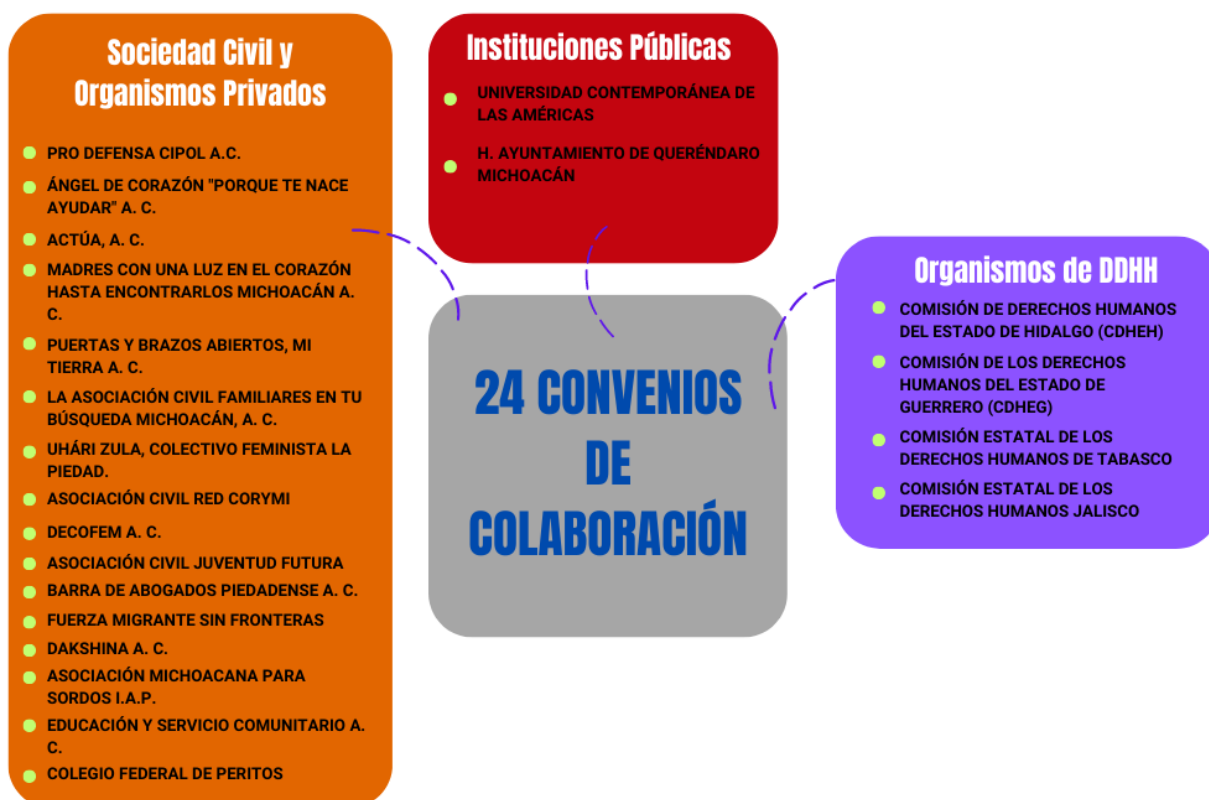 Sociedad Civil y
Organismos Privados
PRO DEFENSA CIPOL A.C.
ÁNGEL DE CORAZÓN "PORQUE TE NACE
AYUDAR" A. C.
ACTÚA, A. C.
MADRES CON UNA LUZ EN EL CORAZÓN
HASTA ENCONTRARLOS MICHOACÁN A.
C.
PUERTAS Y BRAZOS ABIERTOS, MI
TIERRA A. C.
LA ASOCIACIÓN CIVIL FAMILIARES EN TU
BÚSQUEDA MICHOACÁN, A. C.
UHÁRI ZULA, COLECTIVO FEMINISTA LA
PIEDAD.
ASOCIACIÓN CIVIL RED CORYMI
DECOFEM A. C.
ASOCIACIÓN CIVIL JUVENTUD FUTURA
BARRA DE ABOGADOS PIEDADENSE A. C.
FUERZA MIGRANTE SIN FRONTERAS
DAKSHINA A. C.
ASOCIACIÓN MICHOACANA PARA
SORDOS I.A.P.
EDUCACIÓN Y SERVICIO COMUNITARIO A.
C.
COLEGIO FEDERAL DE PERITOS
Instituciones Públicas
UNIVERSIDAD CONTEMPORÁNEA DE
LAS AMÉRICAS
H. AYUNTAMIENTO DE QUERÉNDARO
MICHOACÁN
24 CONVENIOS
DE
COLABORACIÓN
Organismos de DDHH
COMISIÓN DE DERECHOS HUMANOS
DEL ESTADO DE HIDALGO (CDHEH)
COMISIÓN DE LOS DERECHOS
HUMANOS DEL ESTADO DE
GUERRERO (CDHEG)
COMISIÓN ESTATAL DE LOS
DERECHOS HUMANOS DE TABASCO
COMISIÓN ESTATAL DE LOS
DERECHOS HUMANOS JALISCO